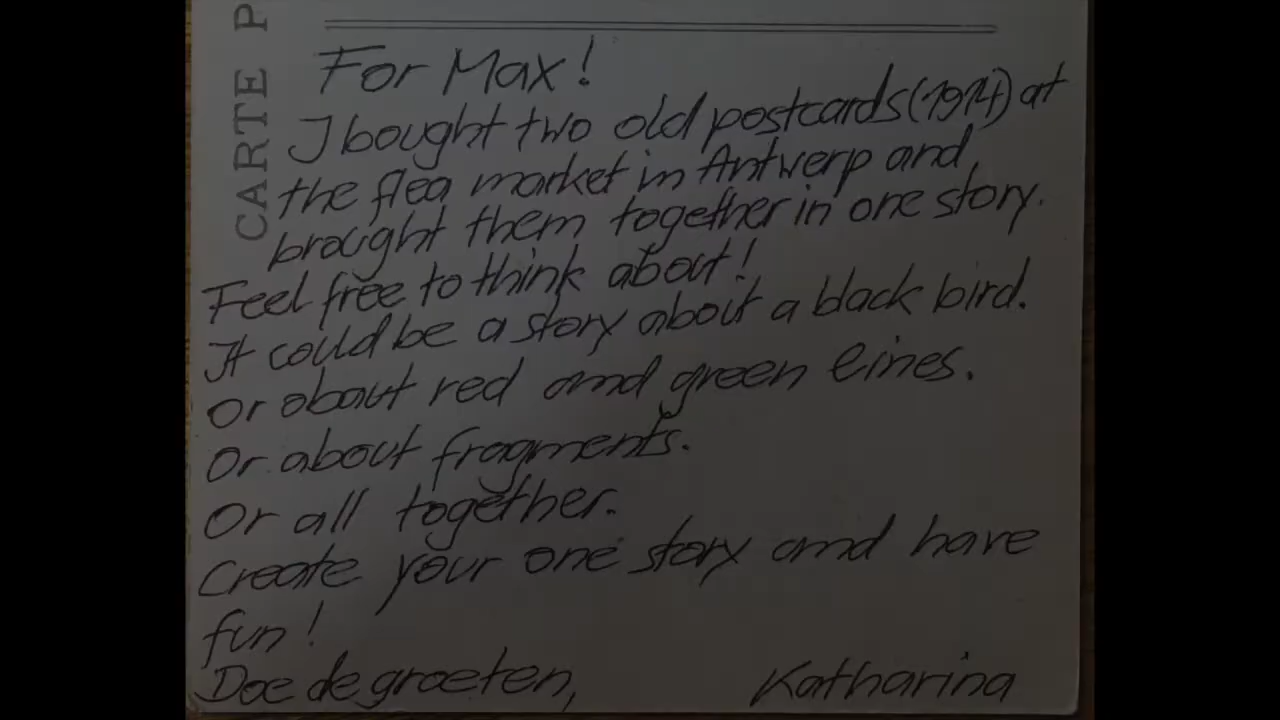 CARTE P
For Max!
I bought two old postcards (1914) at
the flea market in Antwerp and
brought them together in one story.
Feel free to think about!
It could be a story about a black bird.
Or about red and green lines.
Or about fragments.
Or all together.
Create your one story and have
fun!
Doe de groeten,
Katharina